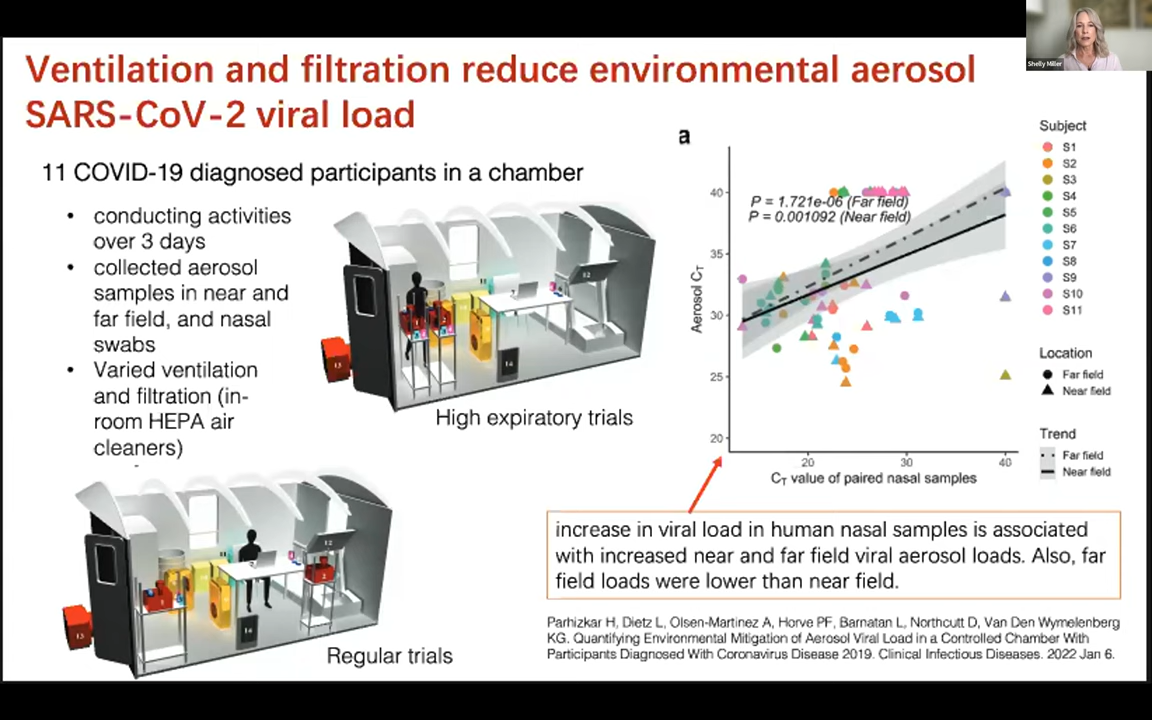 Shelly Miller
Ventilation and filtration reduce environmental aerosol
SARS-CoV-2 viral load
11 COVID-19 diagnosed participants in a chamber
• conducting activities
over 3 days
• collected aerosol
samples in near and
far field, and nasal
swabs
• Varied ventilation
and filtration (in-
room HEPA air
cleaners)
12
13
14
High expiratory trials
12
13
14
Regular trials
a
P = 1.721e-06 (Far field)
P = 0.001092 (Near field)
Aerosol CT
40
35
30
25
20
20 30 40
CT value of paired nasal samples
Subject
S1
S2
S3
S4
S5
S6
S7
S8
S9
S10
S11
Location
Far field
Near field
Trend
Far field
Near field
increase in viral load in human nasal samples is associated
with increased near and far field viral aerosol loads. Also, far
field loads were lower than near field.
Parhizkar H, Dietz L, Olsen-Martinez A, Horve PF, Barnatan L, Northcutt D, Van Den Wymelenberg
KG. Quantifying Environmental Mitigation of Aerosol Viral Load in a Controlled Chamber With
Participants Diagnosed With Coronavirus Disease 2019. Clinical Infectious Diseases. 2022 Jan 6.